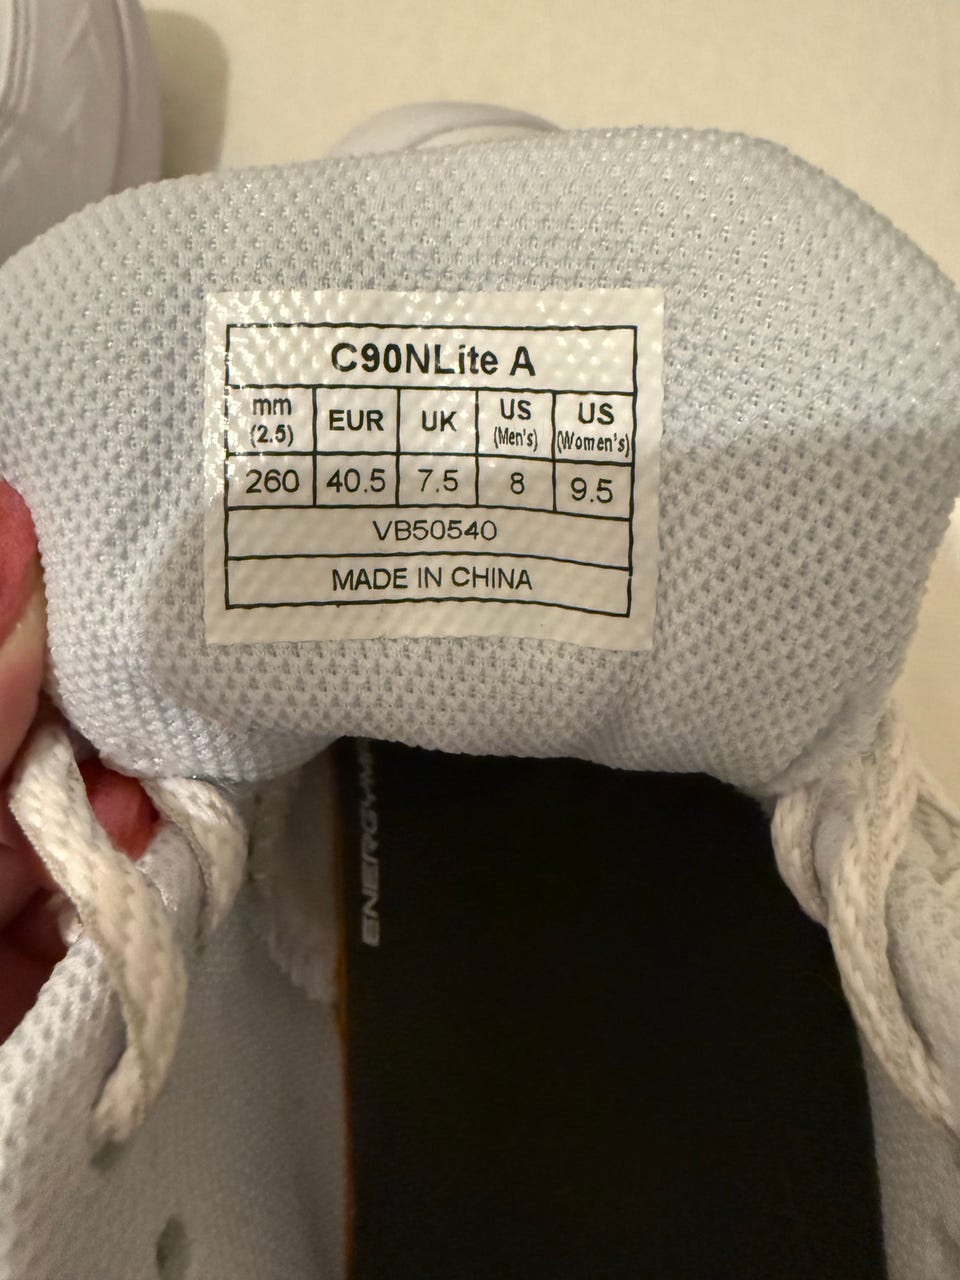 C90NLite A
mm (2.5) EUR UK US (Men's) US (Women's)
260 40.5 7.5 8 9.5
VB50540
MADE IN CHINA